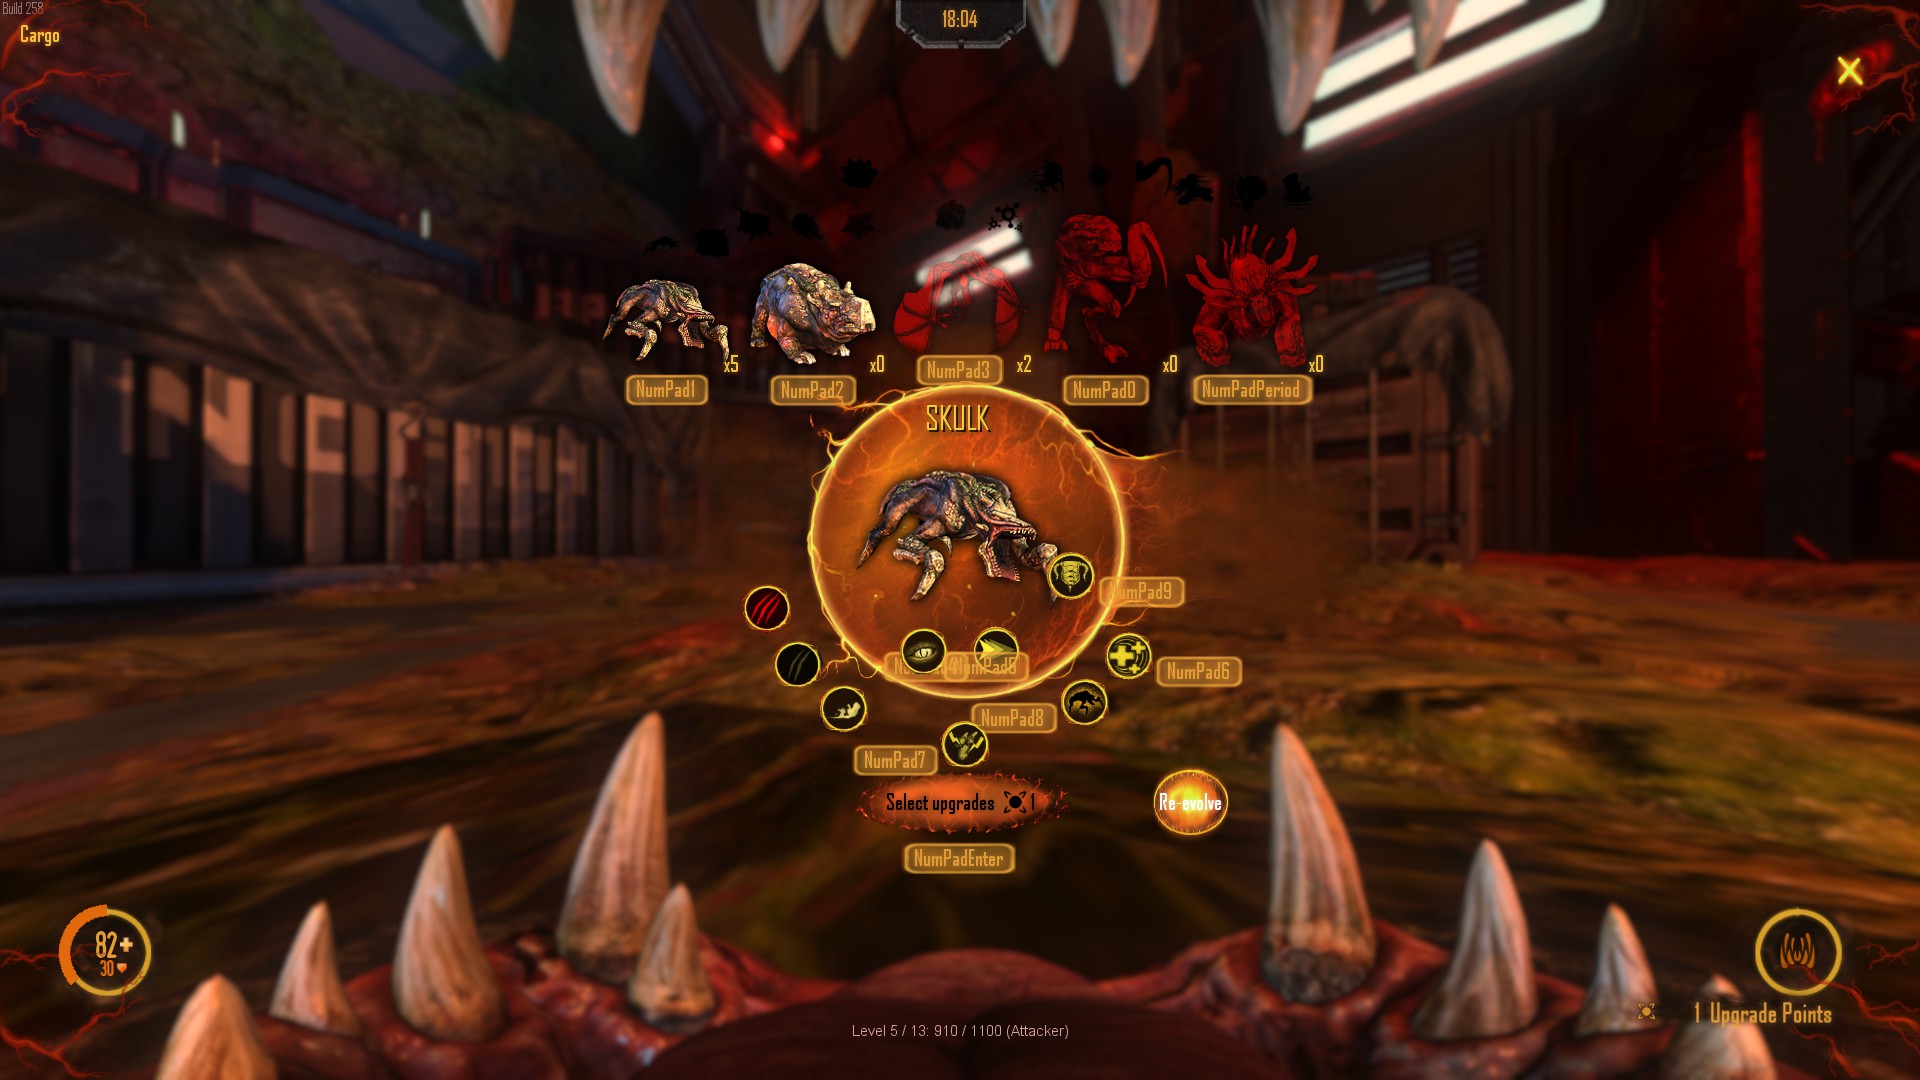 Build 258
Cargo
18:04
x5
x0
x2
x0
x0
NumPad1
NumPad2
NumPad3
NumPad0
NumPadPeriod
SKULK
NumPad9
NumPad6
NumPad8
NumPad7
Select upgrades 1
Re-evolve
NumPadEnter
82
30
1 Upgrade Points
Level 5 / 13: 910 / 1100 (Attacker)